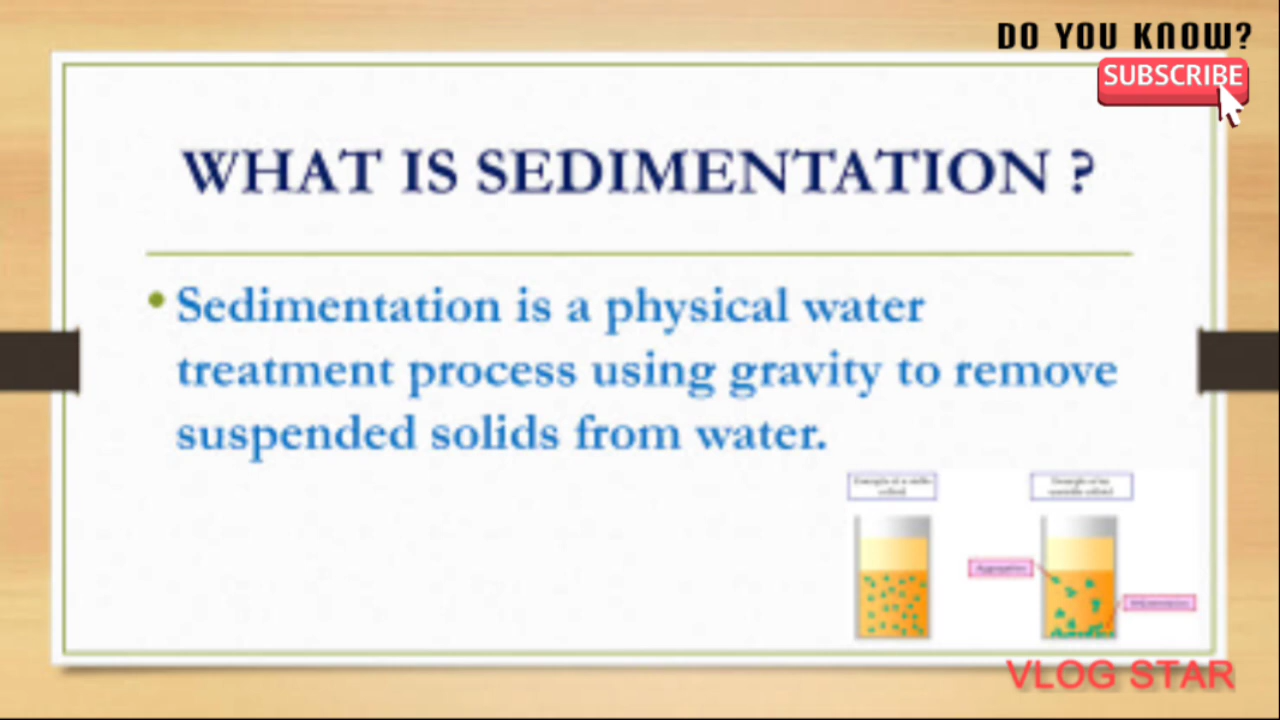 DO YOU KNOW?
SUBSCRIBE
WHAT IS SEDIMENTATION ?
• Sedimentation is a physical water
treatment process using gravity to remove
suspended solids from water.
VLOG STAR